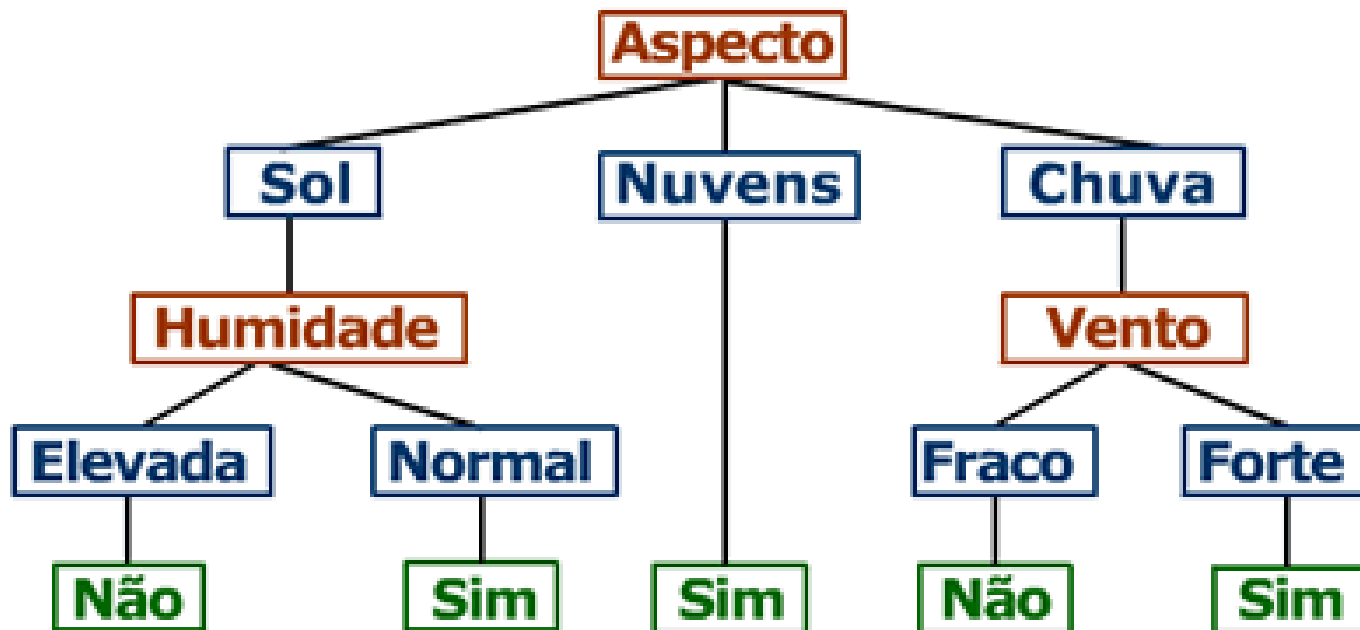 Aspecto
Sol Nuvens Chuva
Humidade Vento
Elevada Normal Fraco Forte
Não Sim Sim Não Sim